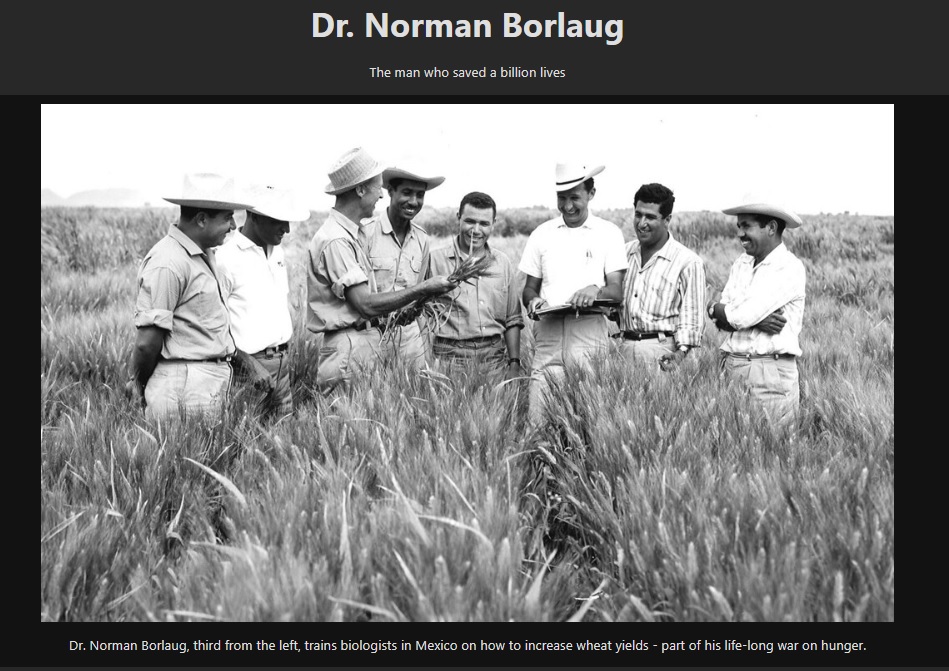 Dr. Norman Borlaug
The man who saved a billion lives
Dr. Norman Borlaug, third from the left, trains biologists in Mexico on how to increase wheat yields - part of his life-long war on hunger.